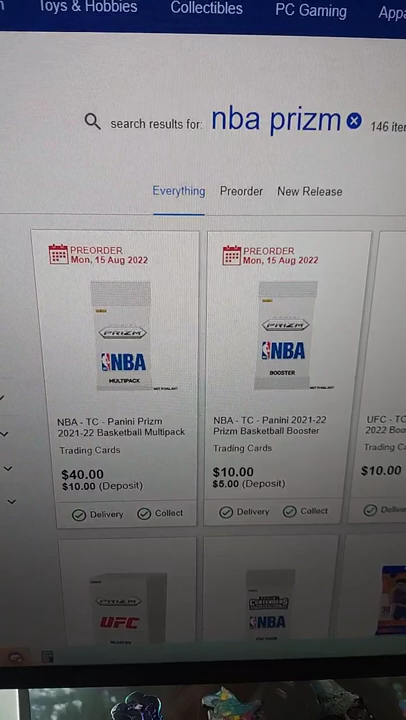 Toys & Hobbies Collectibles PC Gaming
search results for: nba prizm 146
Everything Preorder New Release
PREORDER
Mon, 15 Aug 2022
PRIZM
NBA
MULTIPACK
NBA - TC - Panini Prizm
2021-22 Basketball Multipack
Trading Cards
$40.00
$10.00 (Deposit)
Delivery Collect
PREORDER
Mon, 15 Aug 2022
PRIZM
NBA
BOOSTER
NBA - TC - Panini 2021-22
Prizm Basketball Booster
Trading Cards
$10.00
$5.00 (Deposit)
Delivery Collect
UFC - TC
2022
Trading
$10.00
PRIZM
UFC
NBA